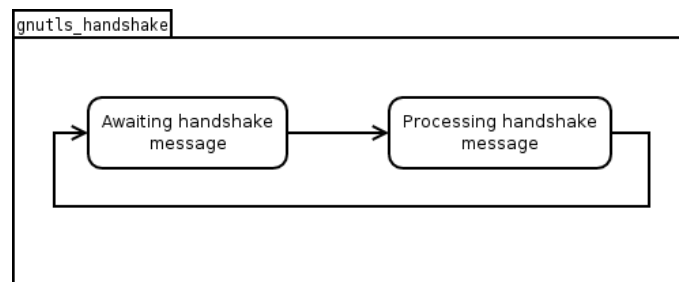 gnutls_handshake
Awaiting handshake
message
Processing handshake
message